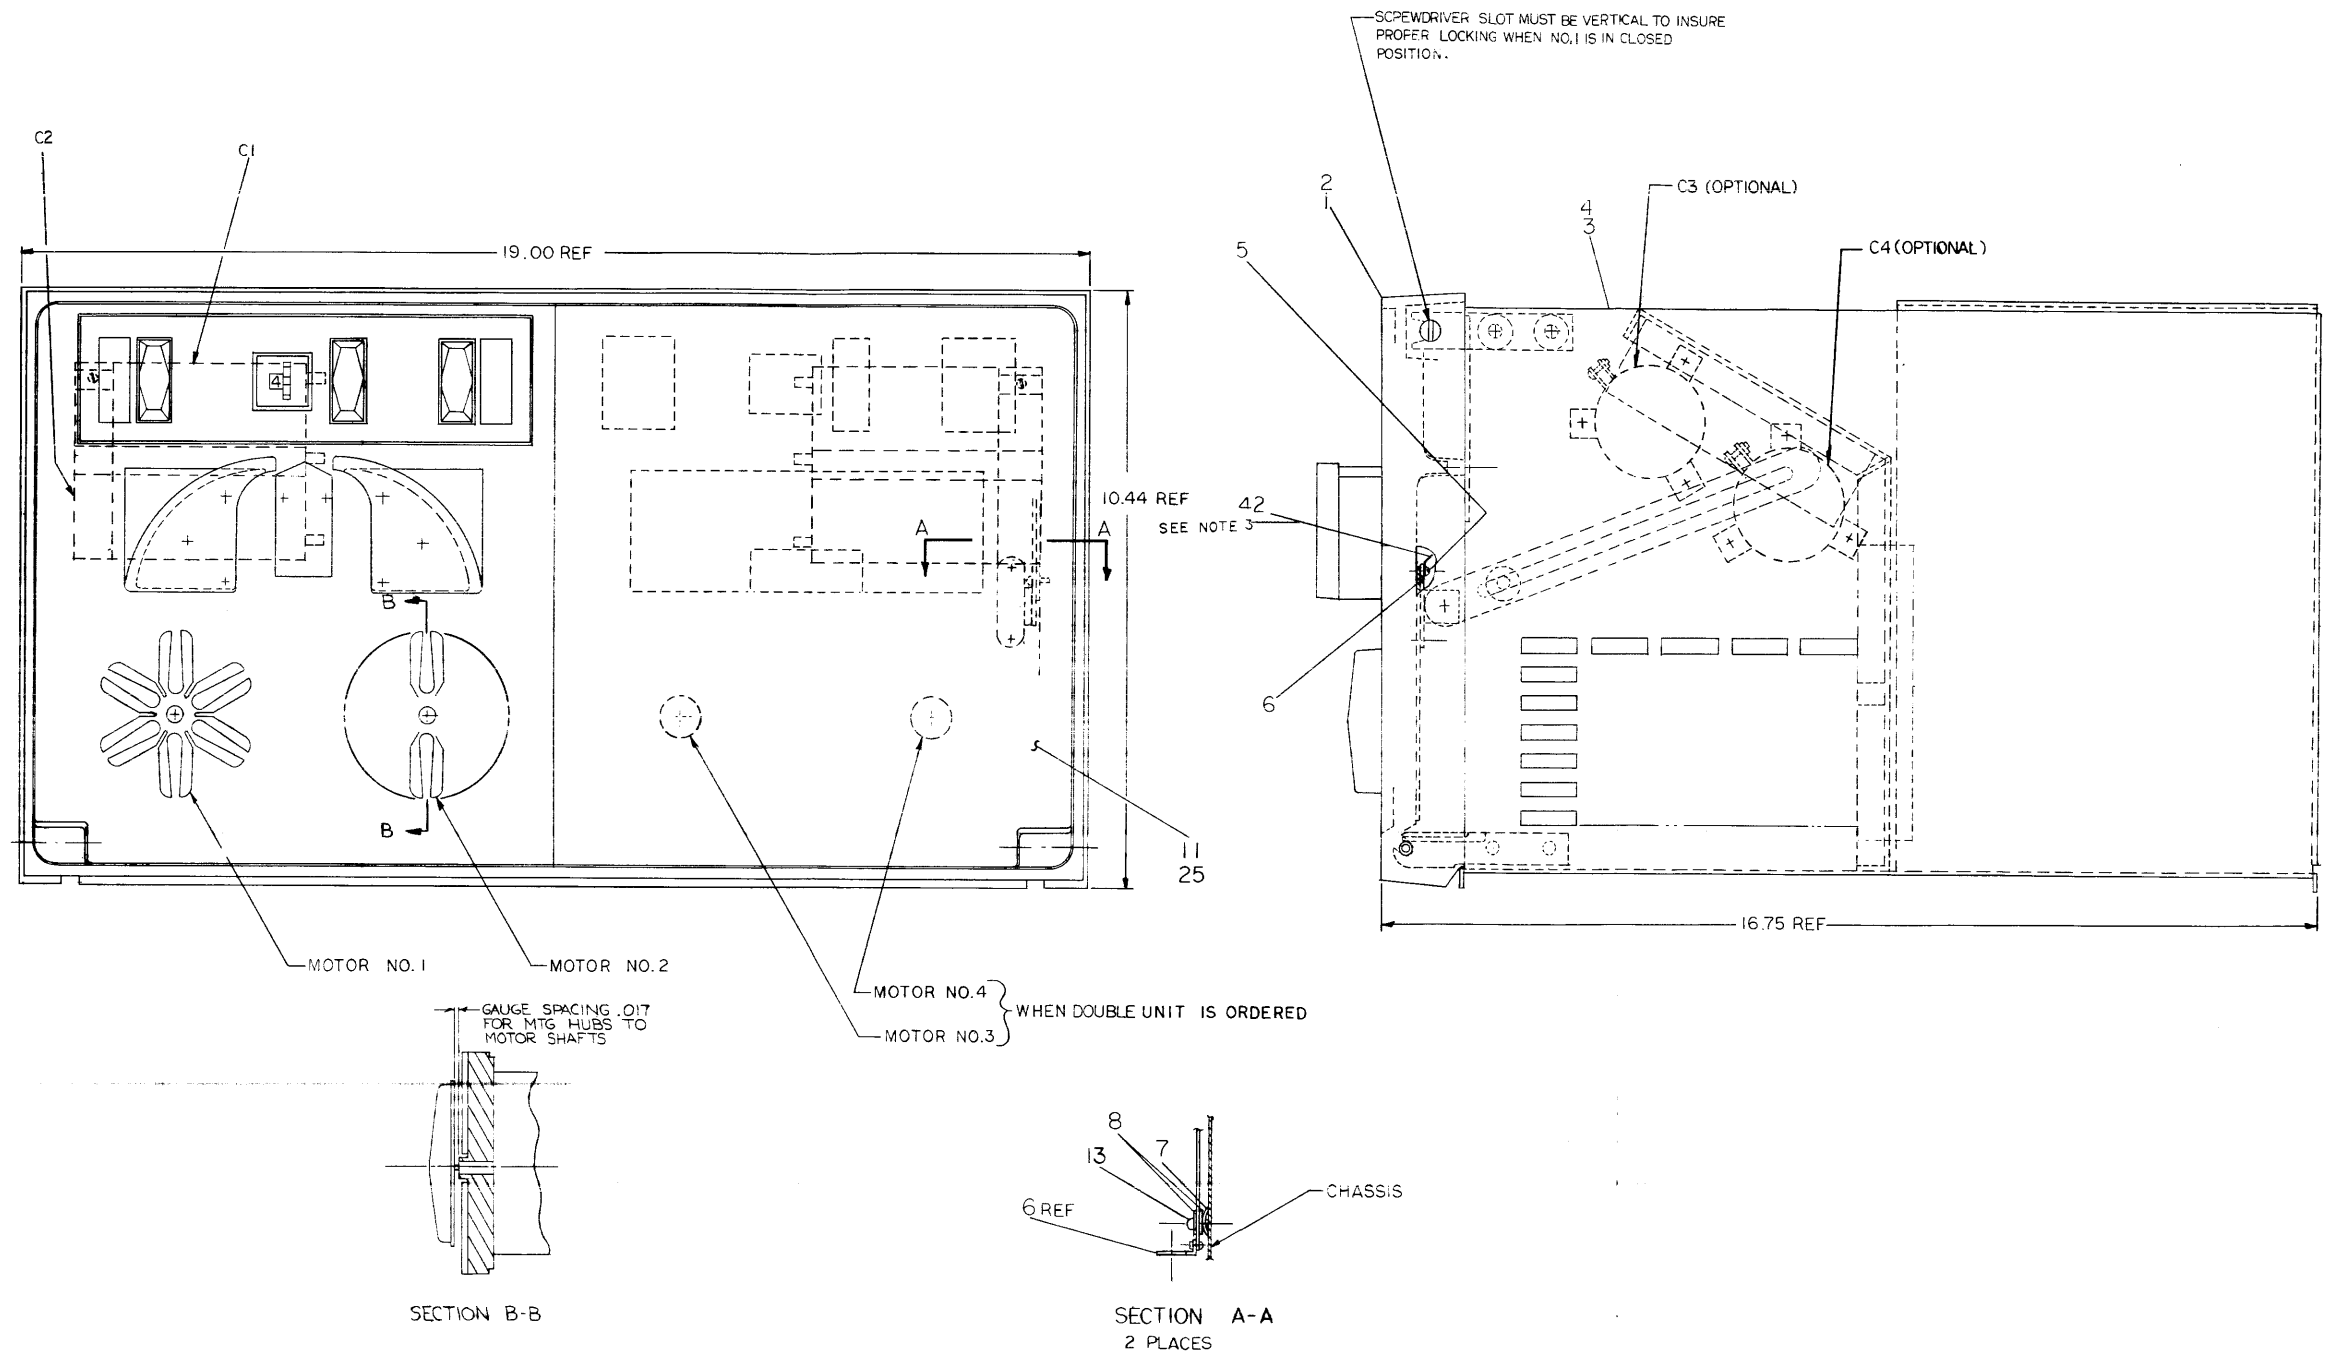 SCREWDRIVER SLOT MUST BE VERTICAL TO INSURE
PROPER LOCKING WHEN NO.1 IS IN CLOSED
POSITION.
C2
C1
2
1
C3 (OPTIONAL)
4
3
5
C4 (OPTIONAL)
19.00 REF
4
10.44 REF
42
SEE NOTE 3
A
A
B
6
B
11
25
16.75 REF
MOTOR NO.1
MOTOR NO.2
MOTOR NO.4
WHEN DOUBLE UNIT IS ORDERED
MOTOR NO.3
GAUGE SPACING .017
FOR MTG HUBS TO
MOTOR SHAFTS
8
7
13
CHASSIS
6 REF
SECTION B-B
SECTION A-A
2 PLACES